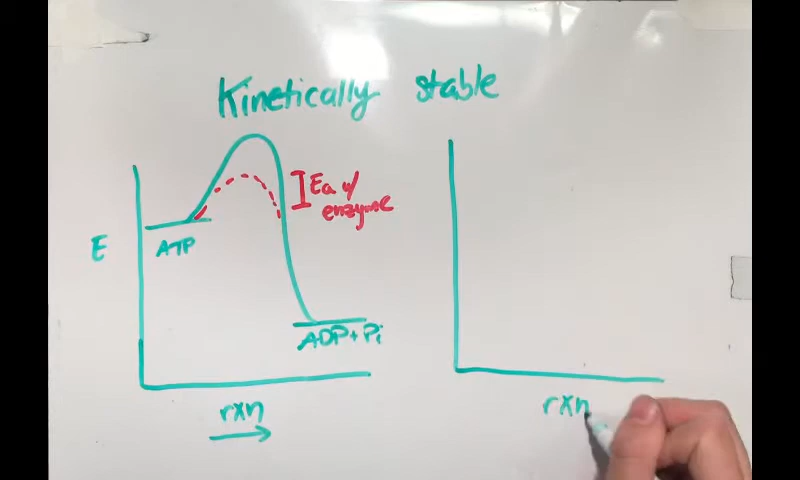 Kinetically stable
Ea w/
enzyme
E
ATP
ADP + Pi
rxn
rxn